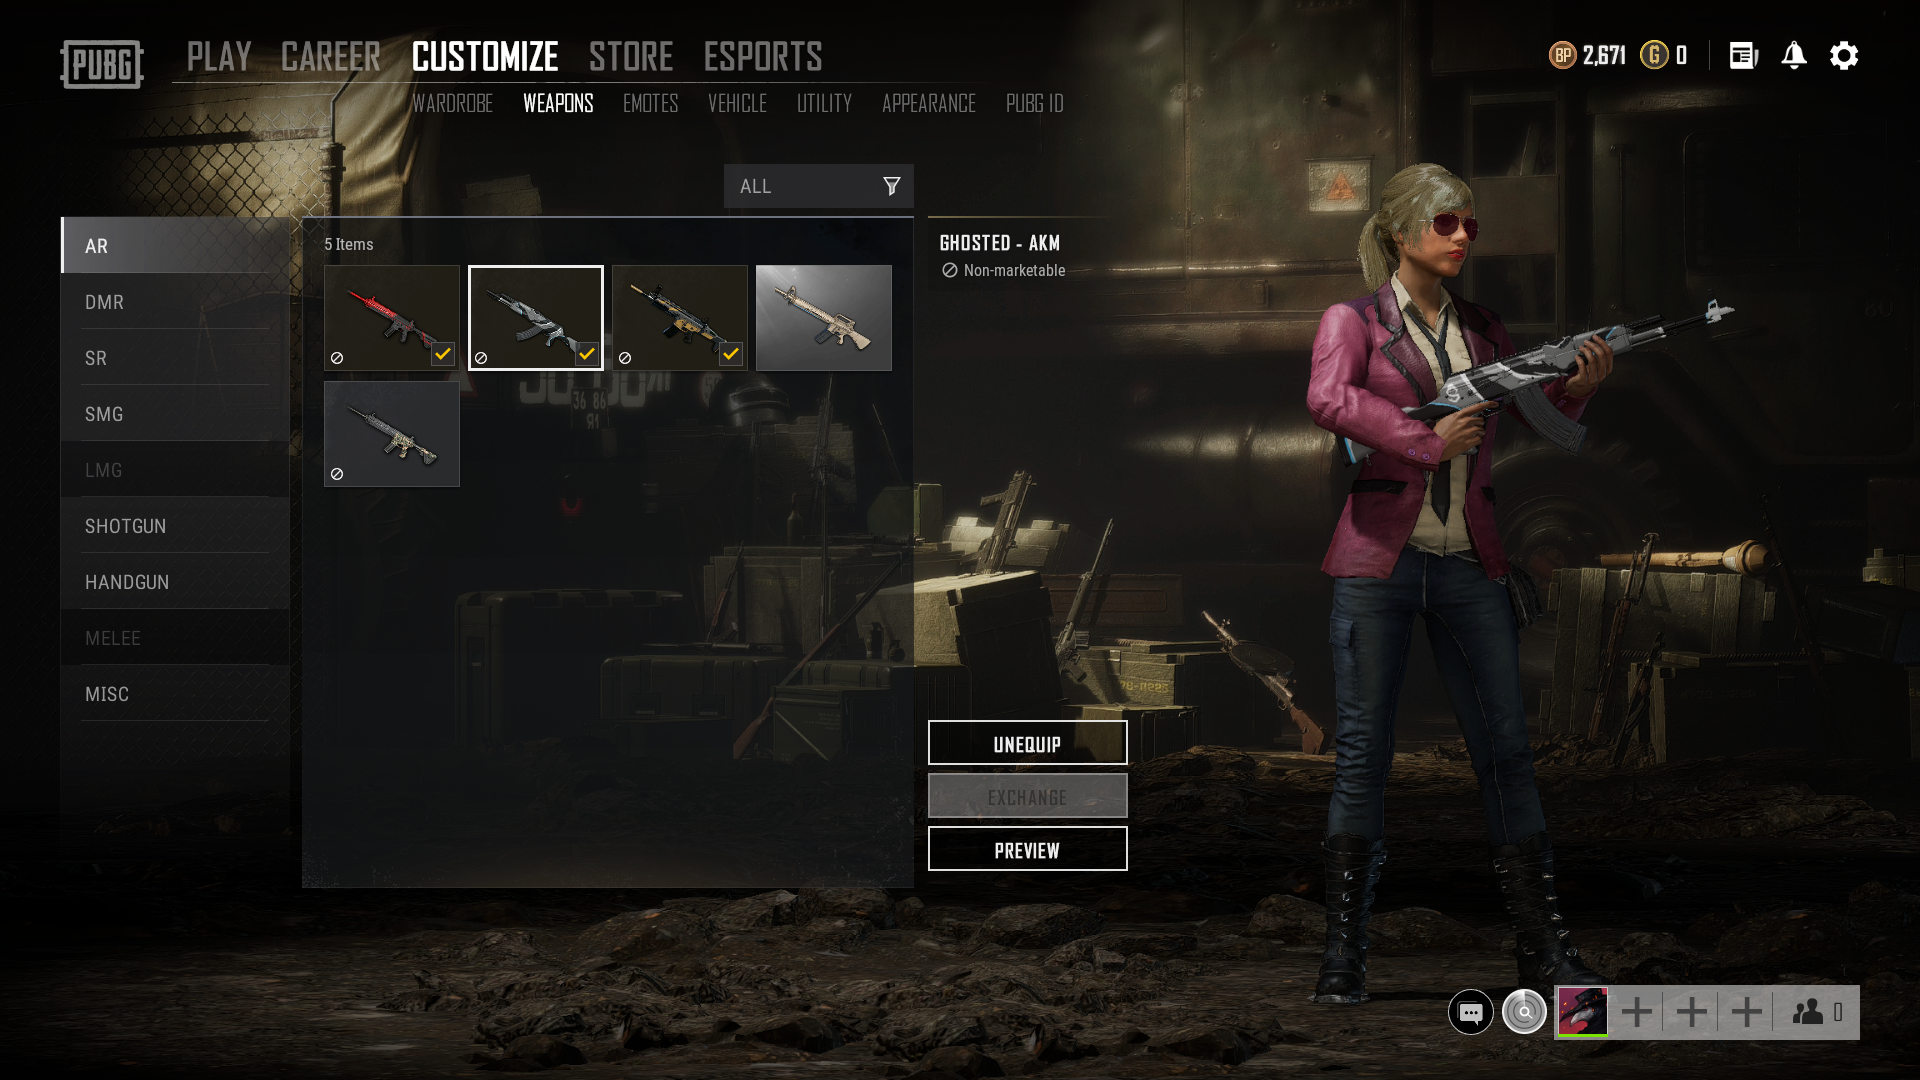 PUBG
PLAY CAREER CUSTOMIZE STORE ESPORTS
BP 2,671 G 0
WARDROBE WEAPONS EMOTES VEHICLE UTILITY APPEARANCE PUBG ID
ALL
AR
DMR
SR
SMG
LMG
SHOTGUN
HANDGUN
MELEE
MISC
5 Items
GHOSTED - AKM
Non-marketable
UNEQUIP
EXCHANGE
PREVIEW